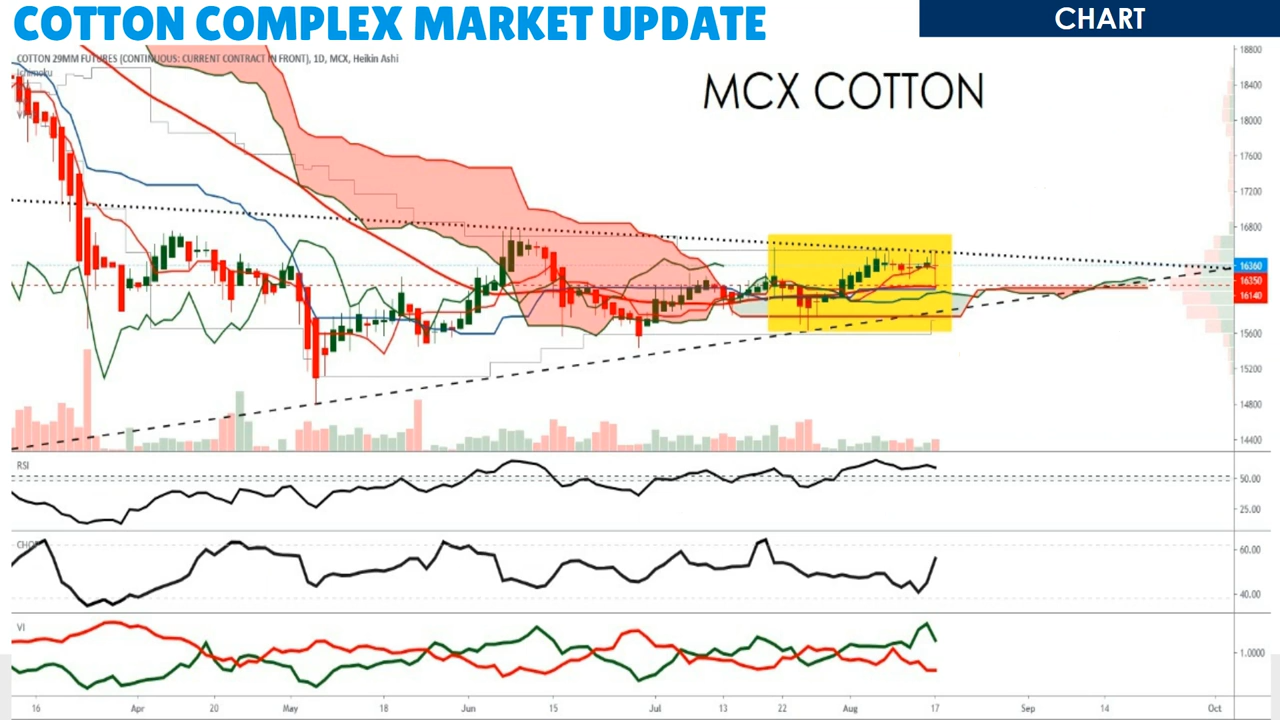 COTTON COMPLEX MARKET UPDATE
CHART
COTTON 29MM FUTURES (CONTINUOUS: CURRENT CONTRACT IN FRONT), 1D, MCX, Heikin Ashi
Ichimoku
MCX COTTON
18800
18400
18000
17600
17200
16800
16360
16350
16140
15600
15200
14800
14400
RSI
50.00
25.00
60.00
40.00
VI
1.0000
16 Apr 20 May 18 Jun 15 Jul 13 22 Aug 17 Sep 14 Oct